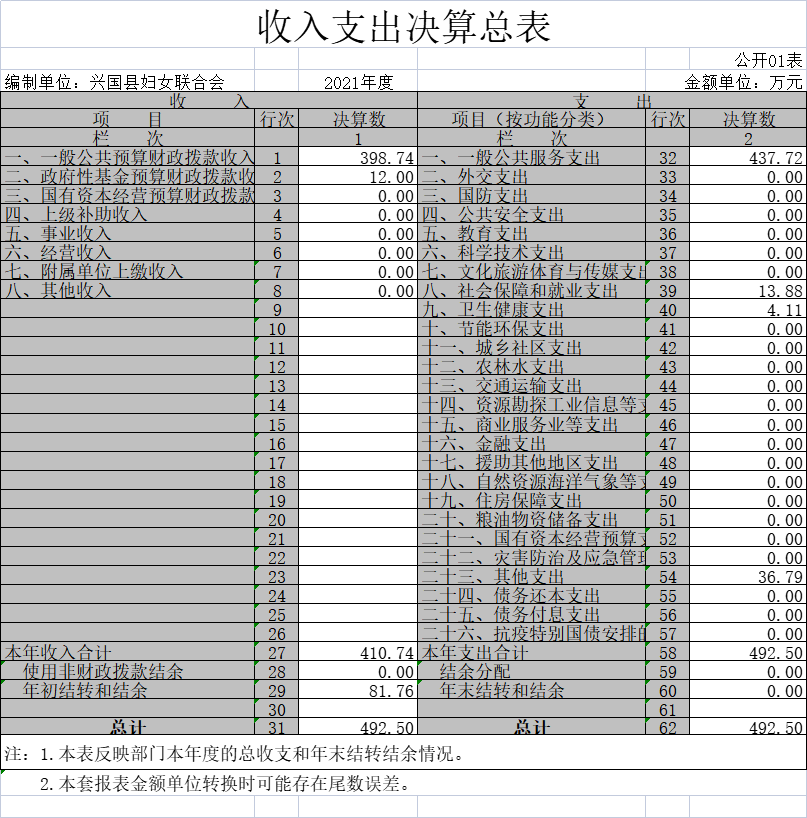 收入支出决算总表
公开01表
编制单位：兴国县妇女联合会 2021年度 金额单位：万元
收 入 支 出
项 目 行次 决算数 项目（按功能分类） 行次 决算数
栏 次 1 栏 次 2
一、一般公共预算财政拨款收入 1 398.74 一、一般公共服务支出 32 437.72
二、政府性基金预算财政拨款收 2 12.00 二、外交支出 33 0.00
三、国有资本经营预算财政拨款 3 0.00 三、国防支出 34 0.00
四、上级补助收入 4 0.00 四、公共安全支出 35 0.00
五、事业收入 5 0.00 五、教育支出 36 0.00
六、经营收入 6 0.00 六、科学技术支出 37 0.00
七、附属单位上缴收入 7 0.00 七、文化旅游体育与传媒支出 38 0.00
八、其他收入 8 0.00 八、社会保障和就业支出 39 13.88
9 九、卫生健康支出 40 4.11
10 十、节能环保支出 41 0.00
11 十一、城乡社区支出 42 0.00
12 十二、农林水支出 43 0.00
13 十三、交通运输支出 44 0.00
14 十四、资源勘探工业信息等支 45 0.00
15 十五、商业服务业等支出 46 0.00
16 十六、金融支出 47 0.00
17 十七、援助其他地区支出 48 0.00
18 十八、自然资源海洋气象等支 49 0.00
19 十九、住房保障支出 50 0.00
20 二十、粮油物资储备支出 51 0.00
21 二十一、国有资本经营预算支 52 0.00
22 二十二、灾害防治及应急管理 53 0.00
23 二十三、其他支出 54 36.79
24 二十四、债务还本支出 55 0.00
25 二十五、债务付息支出 56 0.00
26 二十六、抗疫特别国债安排的 57 0.00
本年收入合计 27 410.74 本年支出合计 58 492.50
使用非财政拨款结余 28 0.00 结余分配 59 0.00
年初结转和结余 29 81.76 年末结转和结余 60 0.00
30 61
总计 31 492.50 总计 62 492.50
注：1.本表反映部门本年度的总收支和年末结转结余情况。
2.本套报表金额单位转换时可能存在尾数误差。